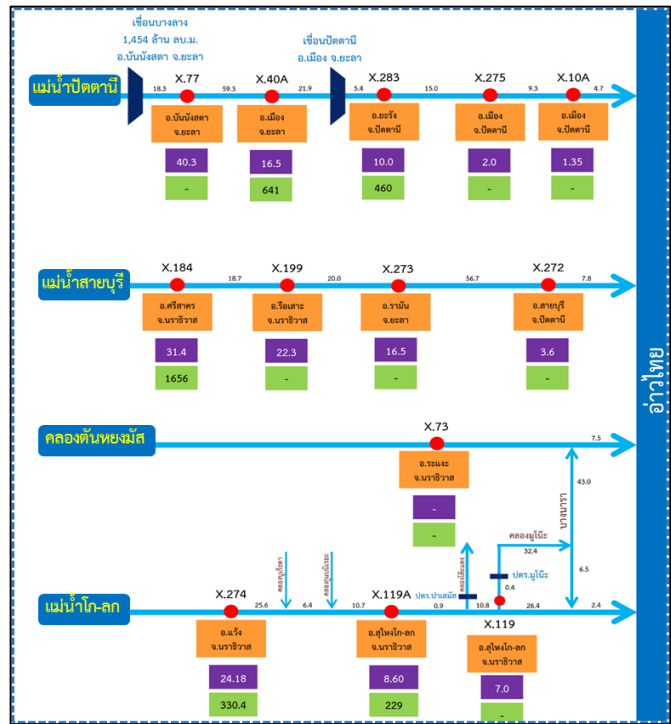 เขื่อนบางลาง
1,454 ล้าน ลบ.ม.
อ.บันนังสตา จ.ยะลา
เขื่อนปัตตานี
อ.เมือง จ.ยะลา
แม่น้ำปัตตานี
18.3
X.77
59.3
X.40A
21.9
5.4
X.283
15.0
X.275
9.3
X.10A
4.7
อ.บันนังสตา
จ.ยะลา
อ.เมือง
จ.ยะลา
อ.ยะรัง
จ.ปัตตานี
อ.เมือง
จ.ปัตตานี
อ.เมือง
จ.ปัตตานี
40.3
16.5
10.0
2.0
1.35
-
641
460
-
-
แม่น้ำสายบุรี
X.184
18.7
X.199
20.0
X.273
56.7
X.272
7.8
อ.ศรีสาคร
จ.นราธิวาส
อ.รือเสาะ
จ.นราธิวาส
อ.รามัน
จ.ยะลา
อ.สายบุรี
จ.ปัตตานี
31.4
22.3
16.5
3.6
1656
-
-
-
อ่าวไทย
คลองตันหยงมัส
X.73
7.5
อ.ระแงะ
จ.นราธิวาส
-
-
43.0
บางนารา
6.5
คลองมูโน๊ะ
32.4
ปตร.มูโน๊ะ
0.4
ปตร.ปาเสมัส
แม่น้ำโก-ลก
X.274
25.6
6.4
10.7
X.119A
0.9
10.8
26.4
2.4
X.119
อ.แว้ง
จ.นราธิวาส
อ.สุไหงโก-ลก
จ.นราธิวาส
อ.สุไหงโก-ลก
จ.นราธิวาส
24.18
8.60
7.0
330.4
229
-